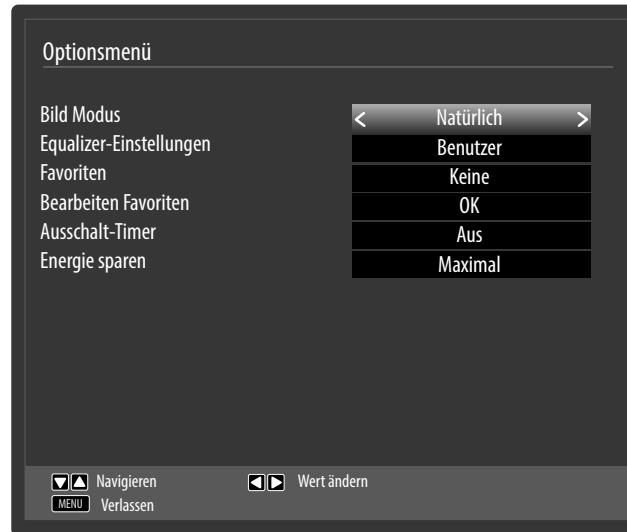 Optionsmenü
Bild Modus < Natürlich >
Equalizer-Einstellungen Benutzer
Favoriten Keine
Bearbeiten Favoriten OK
Ausschalt-Timer Aus
Energie sparen Maximal
Navigieren Wert ändern
MENU Verlassen